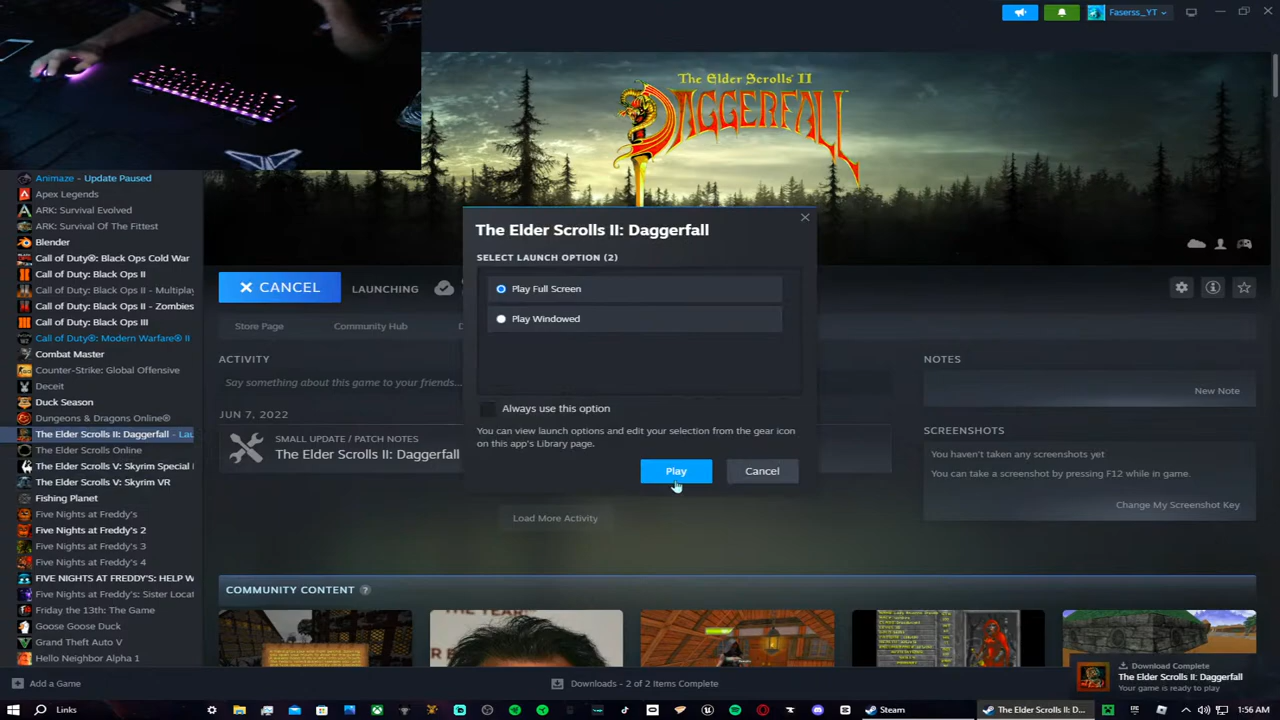 Faserss_YT
The Elder Scrolls II
DAGGERFALL
Animaze - Update Paused
Apex Legends
ARK: Survival Evolved
ARK: Survival Of The Fittest
Blender
Call of Duty®: Black Ops Cold War
Call of Duty: Black Ops II
Call of Duty: Black Ops II - Multiplay
Call of Duty: Black Ops II - Zombies
Call of Duty: Black Ops III
Call of Duty®: Modern Warfare® II
Combat Master
Counter-Strike: Global Offensive
Deceit
Duck Season
Dungeons & Dragons Online®
The Elder Scrolls II: Daggerfall - Lau
The Elder Scrolls Online
The Elder Scrolls V: Skyrim Special
The Elder Scrolls V: Skyrim VR
Fishing Planet
Five Nights at Freddy's
Five Nights at Freddy's 2
Five Nights at Freddy's 3
Five Nights at Freddy's 4
FIVE NIGHTS AT FREDDY'S: HELP W
Five Nights at Freddy's: Sister Locat
Friday the 13th: The Game
Goose Goose Duck
Grand Theft Auto V
Hello Neighbor Alpha 1
CANCEL
LAUNCHING
Store Page
Community Hub
D
ACTIVITY
Say something about this game to your friends...
JUN 7, 2022
SMALL UPDATE / PATCH NOTES
The Elder Scrolls II: Daggerfall
Load More Activity
The Elder Scrolls II: Daggerfall
SELECT LAUNCH OPTION (2)
Play Full Screen
Play Windowed
Always use this option
You can view launch options and edit your selection from the gear icon
on this app's Library page.
Play
Cancel
NOTES
New Note
SCREENSHOTS
You haven't taken any screenshots yet
You can take a screenshot by pressing F12 while in game.
Change My Screenshot Key
COMMUNITY CONTENT ?
Download Complete
The Elder Scrolls II: Daggerfall
Your game is ready to play
Add a Game
Downloads - 2 of 2 Items Complete
Links
Steam
The Elder Scrolls II: D...
1:56 AM